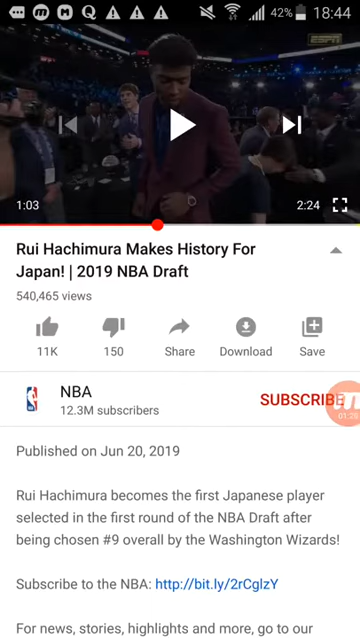 42% 18:44
ESPN
1:03 2:24
Rui Hachimura Makes History For
Japan! | 2019 NBA Draft
540,465 views
11K 150 Share Download Save
NBA
12.3M subscribers
SUBSCRIBE
01:20
Published on Jun 20, 2019
Rui Hachimura becomes the first Japanese player
selected in the first round of the NBA Draft after
being chosen #9 overall by the Washington Wizards!
Subscribe to the NBA: http://bit.ly/2rCglzY
For news, stories, highlights and more, go to our